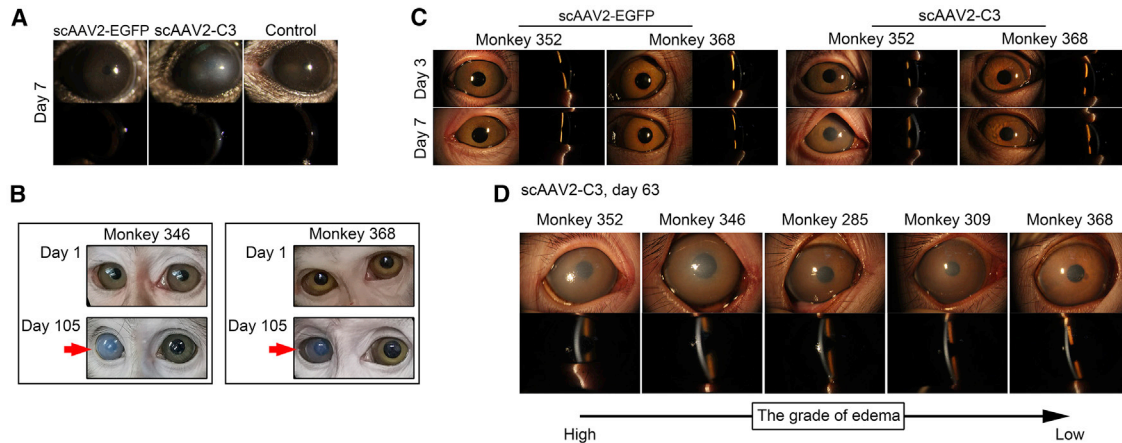 A
scAAV2-EGFP scAAV2-C3 Control
Day 7
B
Monkey 346 Monkey 368
Day 1 Day 1
Day 105 Day 105
C
scAAV2-EGFP scAAV2-C3
Monkey 352 Monkey 368 Monkey 352 Monkey 368
Day 3
Day 7
D scAAV2-C3, day 63
Monkey 352 Monkey 346 Monkey 285 Monkey 309 Monkey 368
The grade of edema
High Low